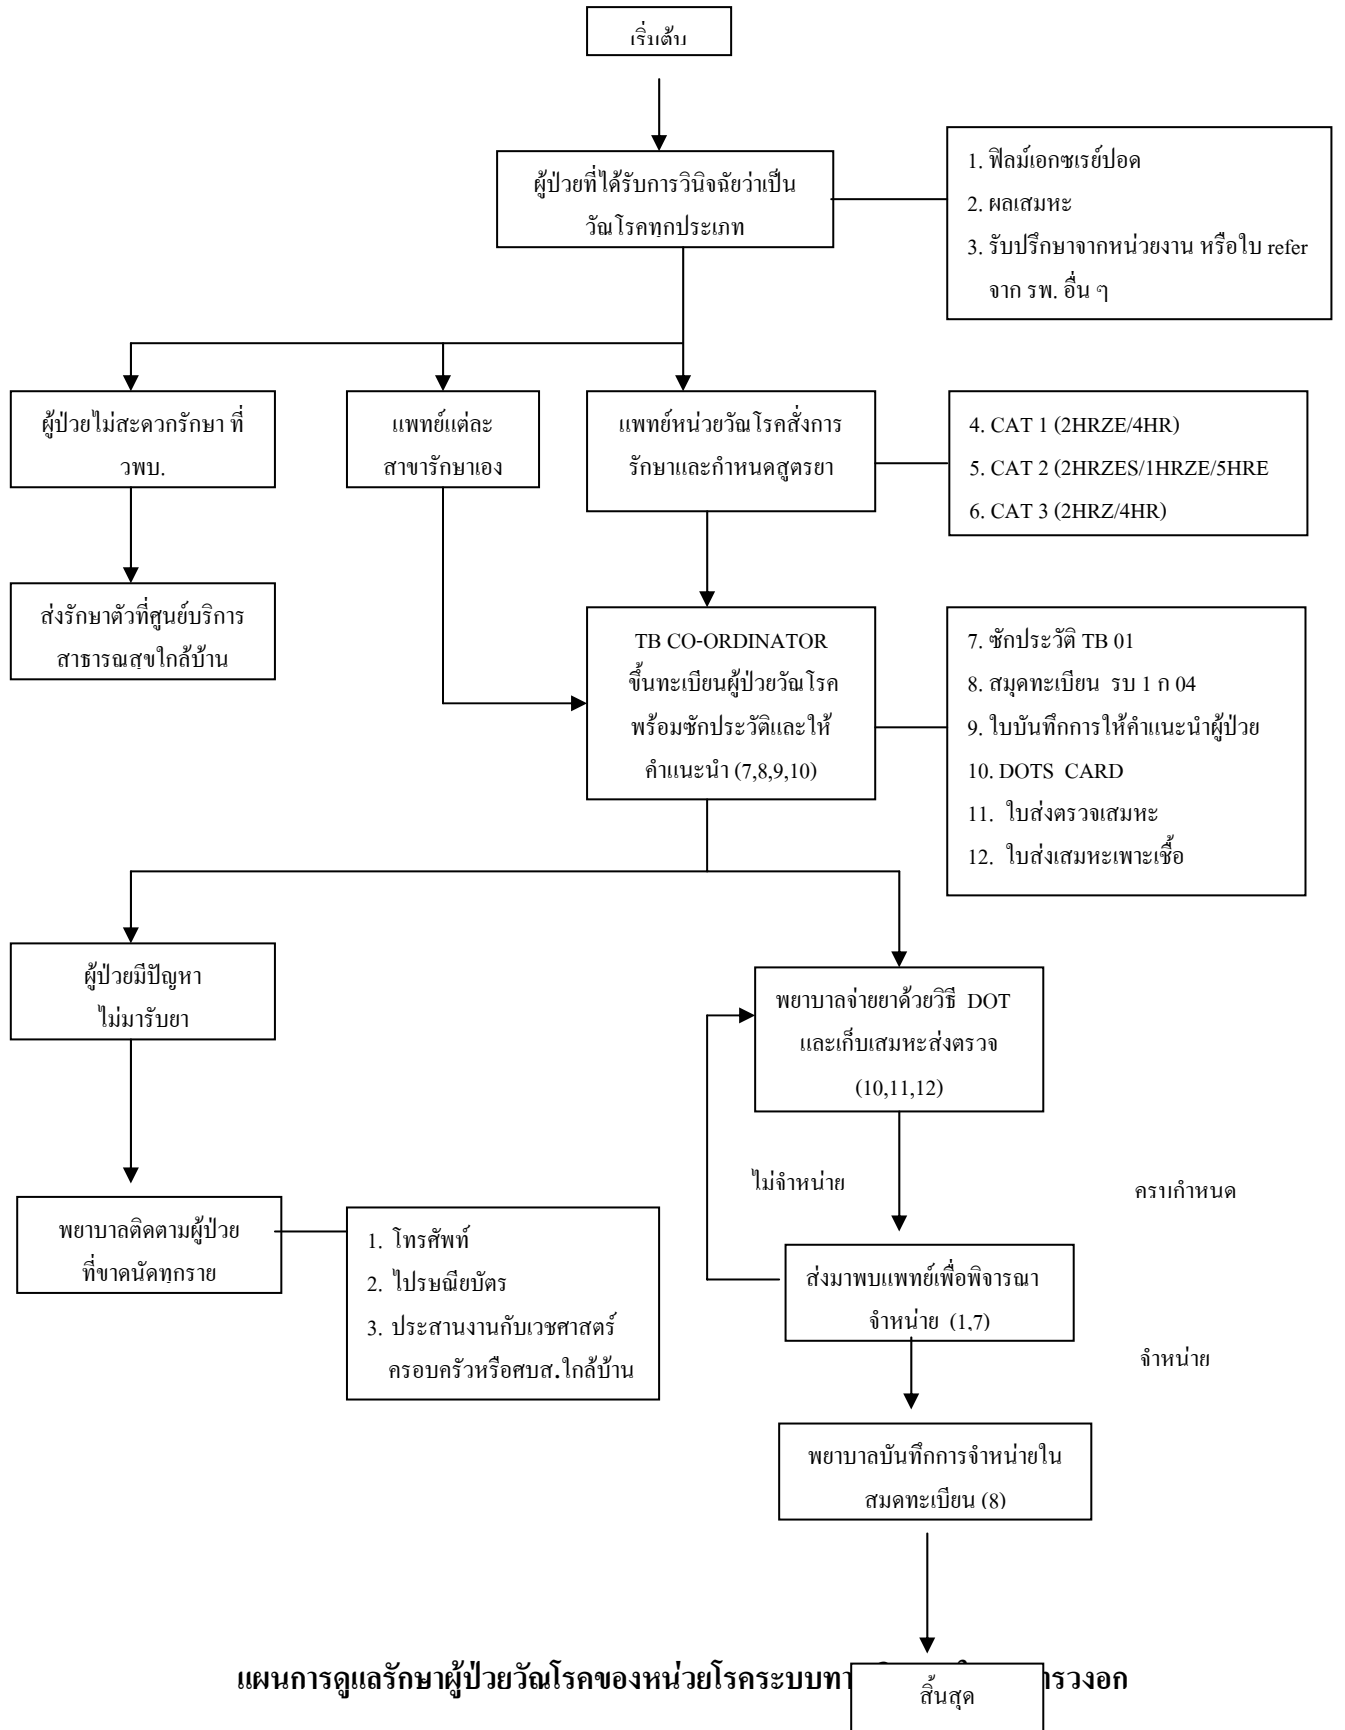 เริ่มต้น
ผู้ป่วยที่ได้รับการวินิจฉัยว่าเป็น
วัณโรคทุกประเภท
1. ฟิลม์เอกซเรย์ปอด
2. ผลเสมหะ
3. รับปรึกษาจากหน่วยงาน หรือใบ refer
จาก รพ. อื่น ๆ
ผู้ป่วยไม่สะดวกรักษา ที่
วพบ.
แพทย์แต่ละ
สาขารักษาเอง
แพทย์หน่วยวัณโรคสั่งการ
รักษาและกำหนดสูตรยา
4. CAT 1 (2HRZE/4HR)
5. CAT 2 (2HRZES/1HRZE/5HRE
6. CAT 3 (2HRZ/4HR)
ส่งรักษาตัวที่ศูนย์บริการ
สาธารณสุขใกล้บ้าน
TB CO-ORDINATOR
ขึ้นทะเบียนผู้ป่วยวัณโรค
พร้อมซักประวัติและให้
คำแนะนำ (7,8,9,10)
7. ซักประวัติ TB 01
8. สมุดทะเบียน รบ 1 ก 04
9. ใบบันทึกการให้คำแนะนำผู้ป่วย
10. DOTS CARD
11. ใบส่งตรวจเสมหะ
12. ใบส่งเสมหะเพาะเชื้อ
ผู้ป่วยมีปัญหา
ไม่มารับยา
พยาบาลจ่ายยาด้วยวิธี DOT
และเก็บเสมหะส่งตรวจ
(10,11,12)
ไม่จำหน่าย
ครบกำหนด
พยาบาลติดตามผู้ป่วย
ที่ขาดนัดทุกราย
1. โทรศัพท์
2. ไปรษณียบัตร
3. ประสานงานกับเวชศาสตร์
ครอบครัวหรือศบส.ใกล้บ้าน
ส่งมาพบแพทย์เพื่อพิจารณา
จำหน่าย (1,7)
จำหน่าย
พยาบาลบันทึกการจำหน่ายใน
สมุดทะเบียน (8)
แผนการดูแลรักษาผู้ป่วยวัณโรคของหน่วยโรคระบบ
สิ้นสุด